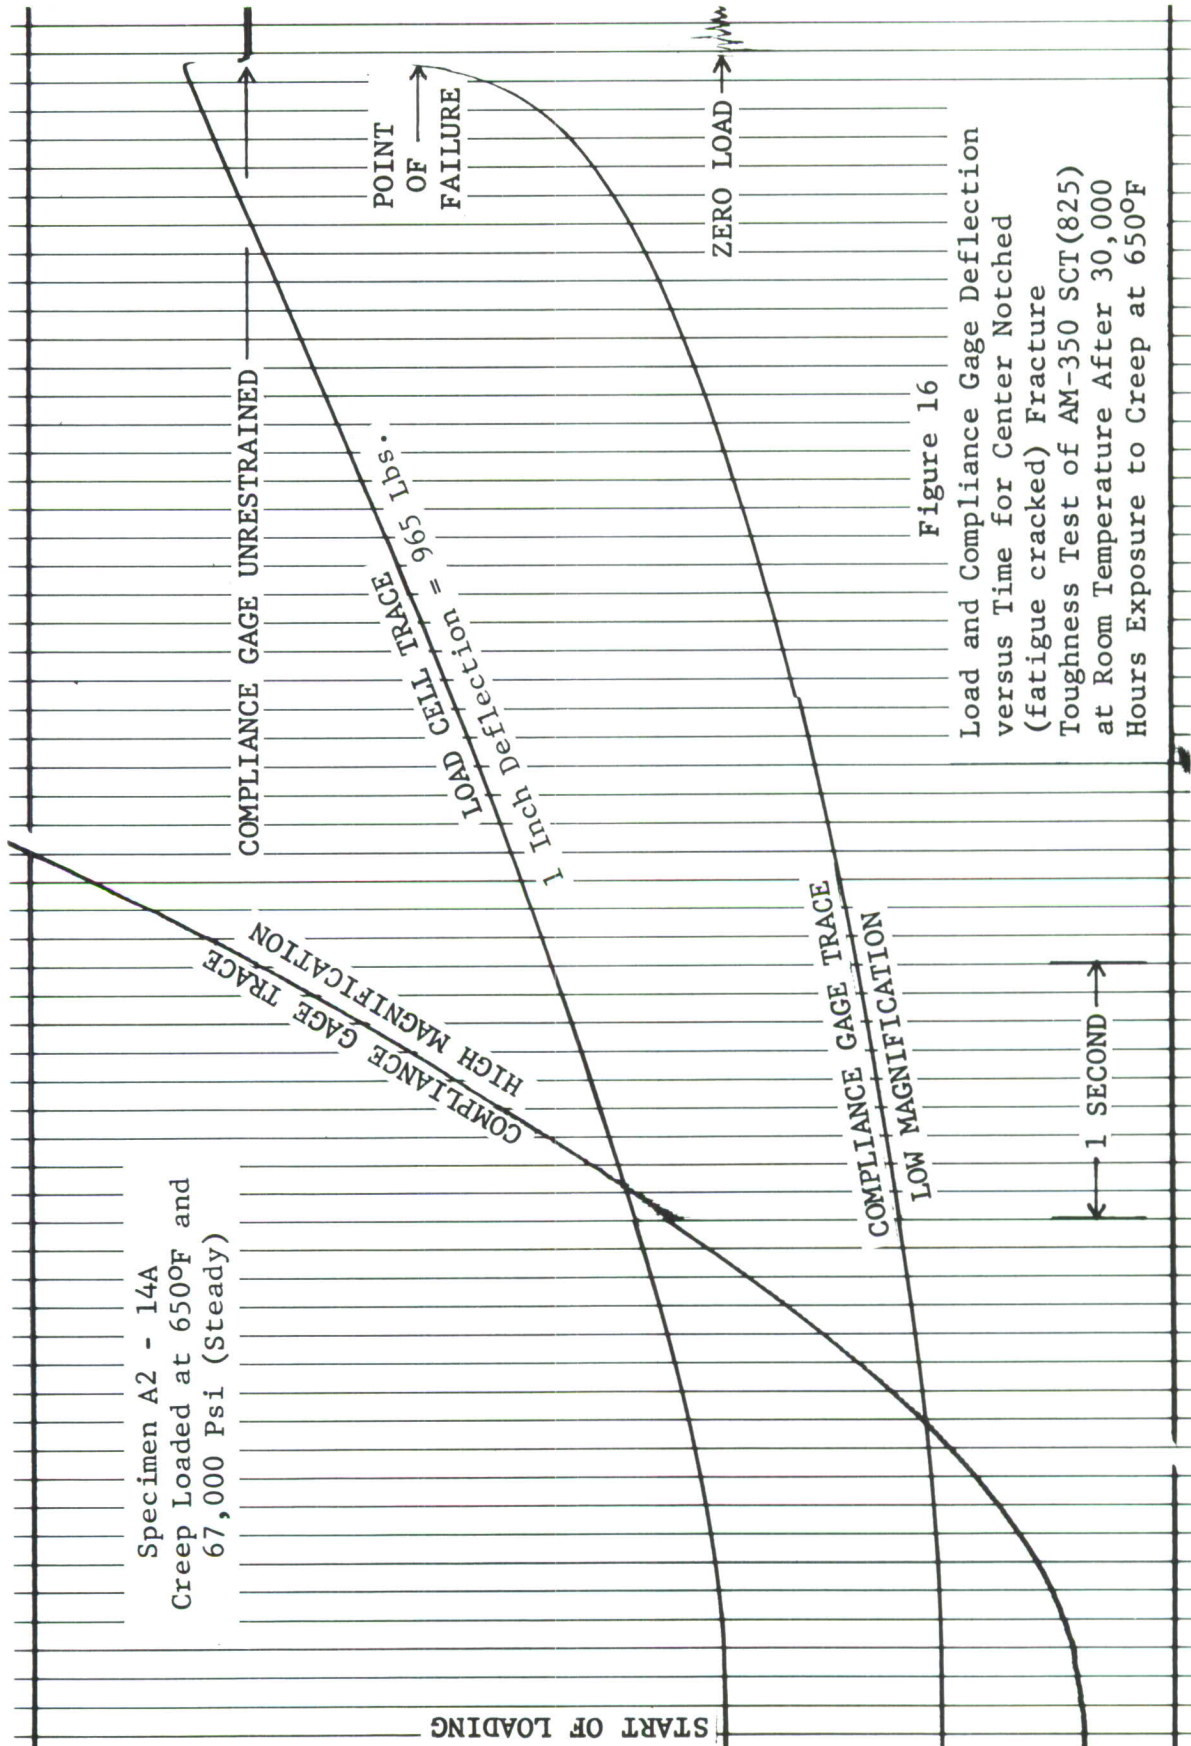 Specimen A2 - 14A
Creep Loaded at 650°F and
67,000 Psi (Steady)
START OF LOADING
COMPLIANCE GAGE TRACE
HIGH MAGNIFICATION
COMPLIANCE GAGE UNRESTRAINED
LOAD CELL TRACE
1 Inch Deflection = 965 Lbs.
POINT
OF
FAILURE
ZERO LOAD
COMPLIANCE GAGE TRACE
LOW MAGNIFICATION
1 SECOND
Figure 16
Load and Compliance Gage Deflection
versus Time for Center Notched
(fatigue cracked) Fracture
Toughness Test of AM-350 SCT(825)
at Room Temperature After 30,000
Hours Exposure to Creep at 650°F